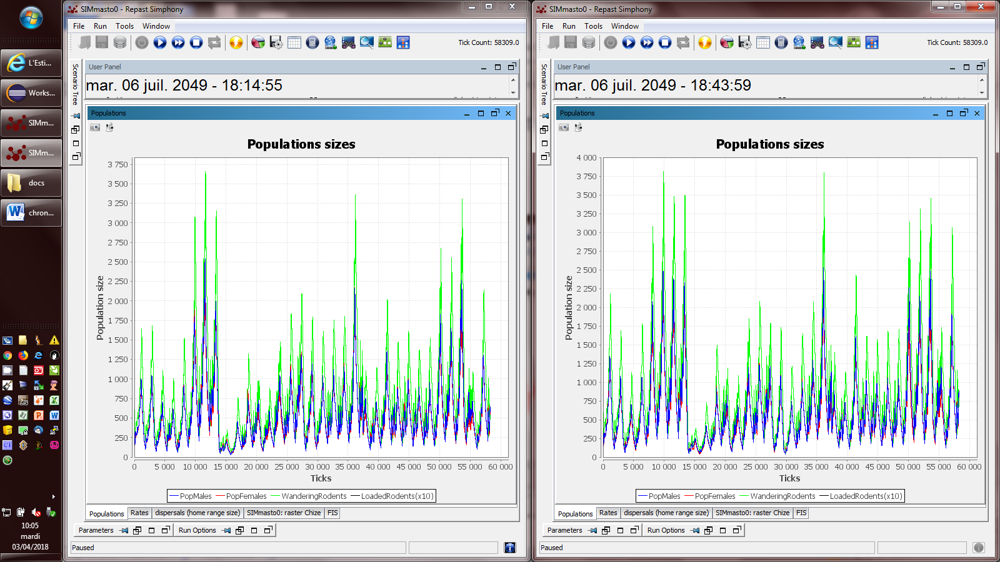 L'Esti...
Works...
SIMm...
SIMm...
docs
chron...
10:05
mardi
03/04/2018
SIMmasto0 - Repast Simphony
File Run Tools Window
Tick Count: 58309.0
Scenario Tree
User Panel
mar. 06 juil. 2049 - 18:14:55
Populations
Populations sizes
Population size
3 750
3 500
3 250
3 000
2 750
2 500
2 250
2 000
1 750
1 500
1 250
1 000
750
500
250
0
0 5 000 10 000 15 000 20 000 25 000 30 000 35 000 40 000 45 000 50 000 55 000 60 000
Ticks
PopMales PopFemales WanderingRodents LoadedRodents(x10)
Populations Rates dispersals (home range size) SIMmasto0: raster Chize FIS
Parameters Run Options
Paused
SIMmasto0 - Repast Simphony
File Run Tools Window
Tick Count: 58309.0
Scenario Tree
User Panel
mar. 06 juil. 2049 - 18:43:59
Populations
Populations sizes
Population size
4 000
3 750
3 500
3 250
3 000
2 750
2 500
2 250
2 000
1 750
1 500
1 250
1 000
750
500
250
0
0 5 000 10 000 15 000 20 000 25 000 30 000 35 000 40 000 45 000 50 000 55 000 60 000
Ticks
PopMales PopFemales WanderingRodents LoadedRodents(x10)
Populations Rates dispersals (home range size) SIMmasto0: raster Chize FIS
Parameters Run Options
Paused